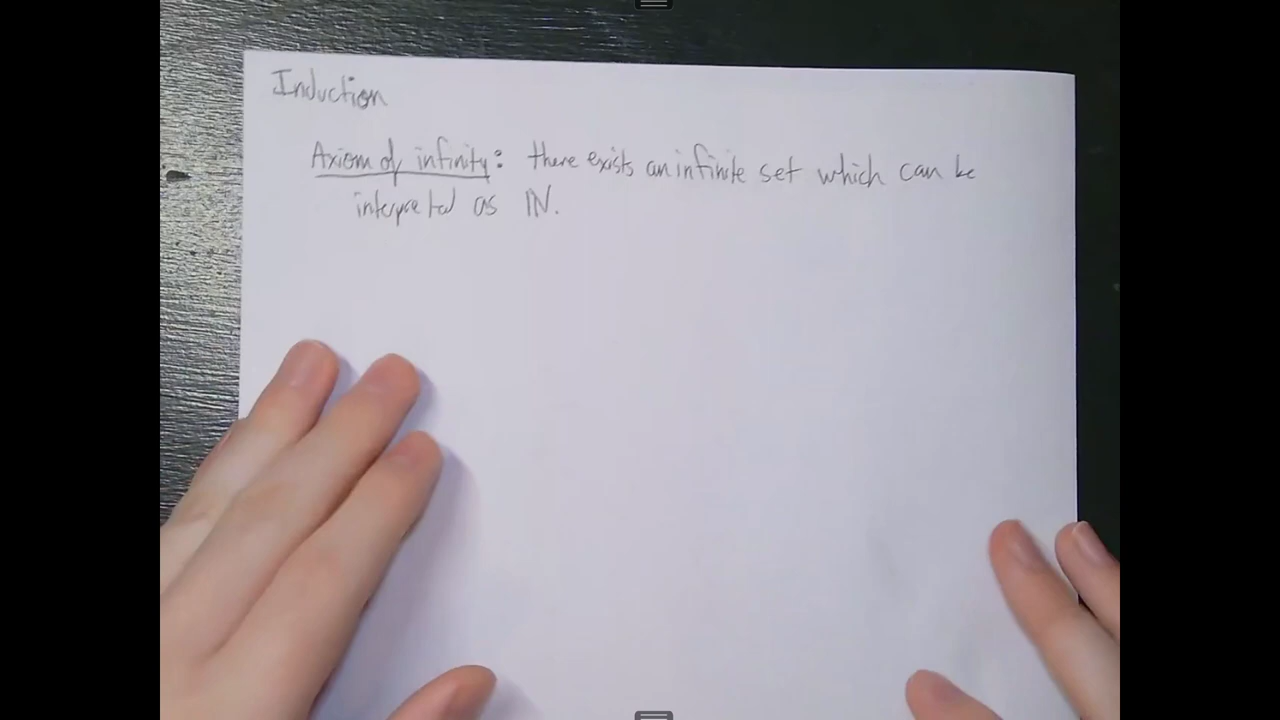 Induction
Axiom of infinity: there exists an infinite set which can be
interpreted as ℕ.